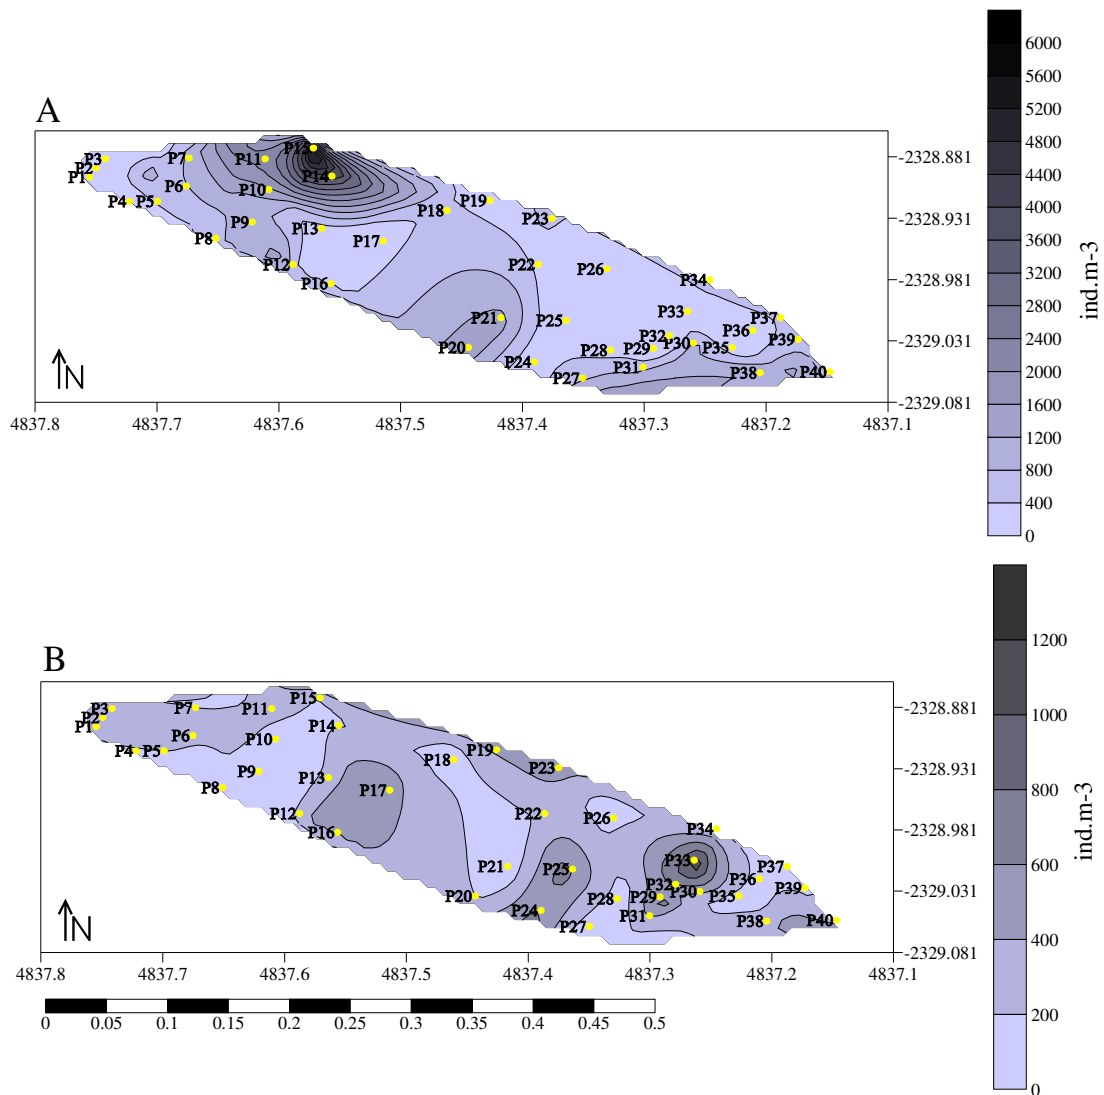 A
6000
5600
5200
4800
4400
4000
3600
3200
2800
2400
2000
1600
1200
800
400
0
ind.m-3
P15
P3 P7 P11
P2
P1 P14
P6 P10
P4 P5 P19
P18
P9 P23
P13
P8 P17
P12 P22 P26
P16 P34
P33
P21 P25 P37
P36
P32 P39
P20 P28 P29 P30 P35
P24 P31
P27 P38 P40
N
-2328.881
-2328.931
-2328.981
-2329.031
-2329.081
4837.8 4837.7 4837.6 4837.5 4837.4 4837.3 4837.2 4837.1
B
1200
1000
800
600
400
200
0
ind.m-3
P15
P3 P7 P11
P2
P1 P14
P6 P10
P4 P5 P19
P18
P9 P23
P13
P8 P17
P12 P22 P26
P16 P34
P33
P21 P25 P37
P36
P32 P39
P20 P28 P29 P30 P35
P24 P31
P27 P38 P40
N
-2328.881
-2328.931
-2328.981
-2329.031
-2329.081
4837.8 4837.7 4837.6 4837.5 4837.4 4837.3 4837.2 4837.1
0 0.05 0.1 0.15 0.2 0.25 0.3 0.35 0.4 0.45 0.5